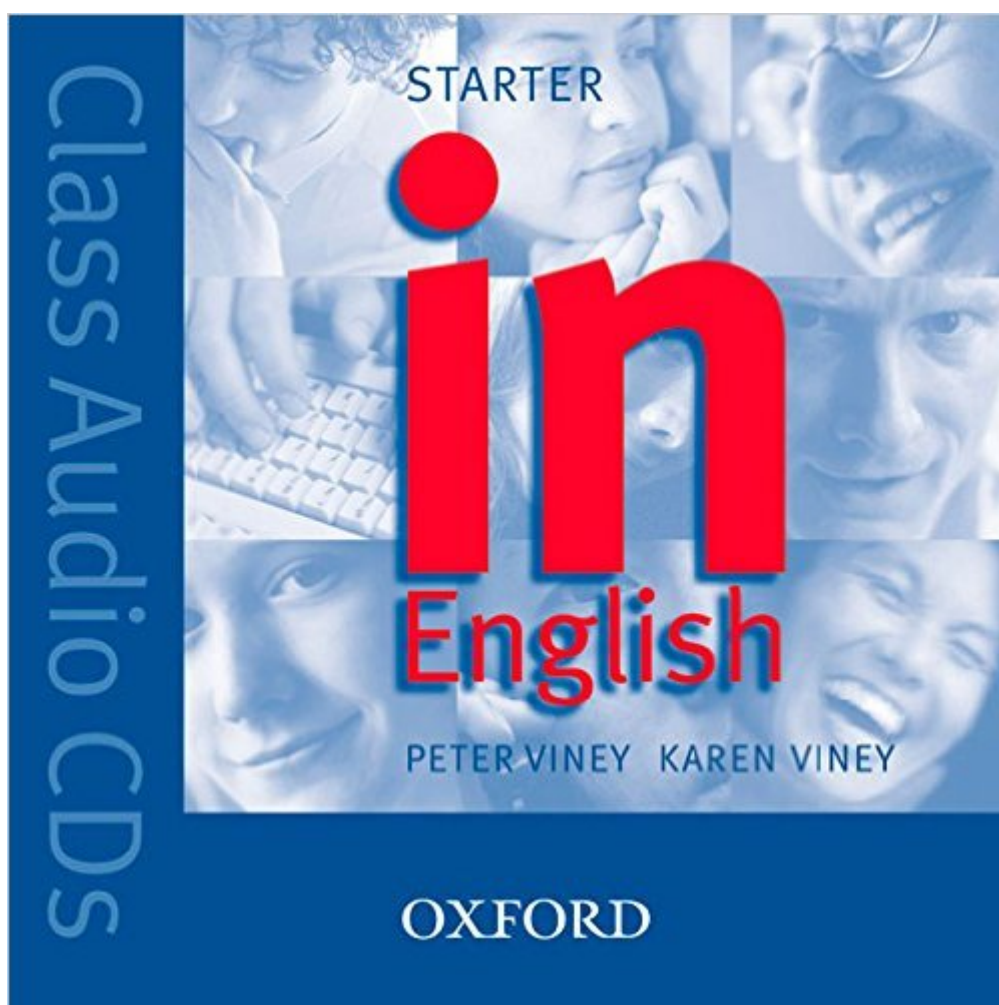 Class Audio CDs
STARTER
in
English
PETER VINEY KAREN VINEY
OXFORD